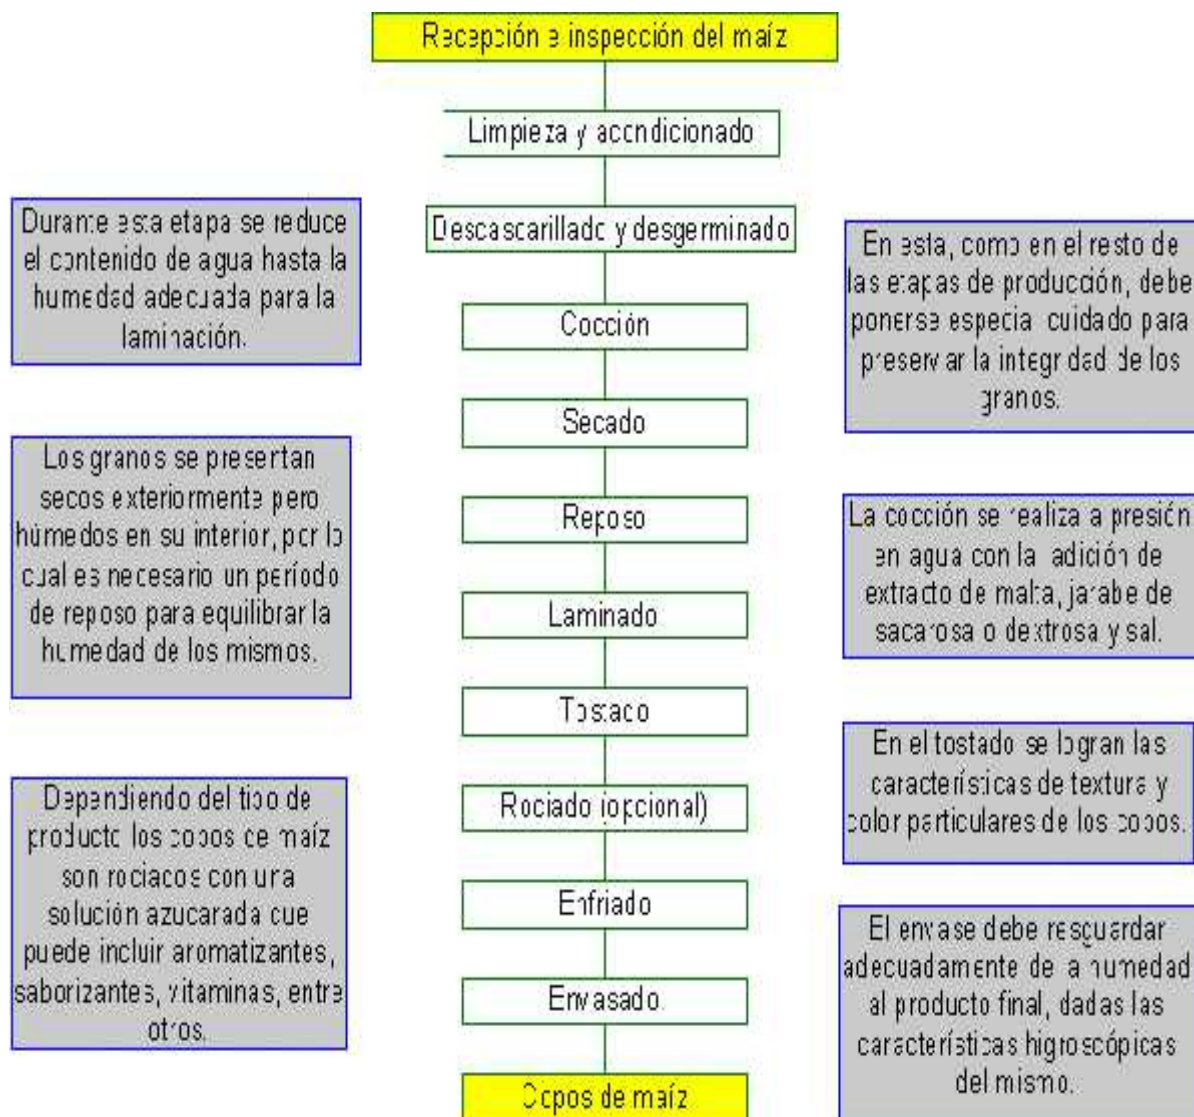 Recepción e inspección del maíz
Limpieza y acondicionado
Descascarillado y desgerminado
Cocción
Secado
Reposo
Laminado
Tostado
Rociado (opcional)
Enfriado
Envasado.
Copos de maíz
Durante esta etapa se reduce
el contenido de agua hasta la
humedad adecuada para la
laminación.
Los granos se presentan
secos exteriormente pero
húmedos en su interior, por lo
cual es necesario un período
de reposo para equilibrar la
humedad de los mismos.
Dependiendo del tipo de
producto los copos de maíz
son rociados con una
solución azucarada que
puede incluir aromatizantes,
saborizantes, vitaminas, entre
otros.
En esta, como en el resto de
las etapas de producción, debe
ponerse especial cuidado para
preservar la integridad de los
granos.
La cocción se realiza a presión
en agua con la adición de
extracto de malta, jarabe de
sacarosa o dextrosa y sal.
En el tostado se logran las
características de textura y
color particulares de los copos.
El envase debe resguardar
adecuadamente de la humedad
al producto final, dadas las
características higroscópicas
del mismo.